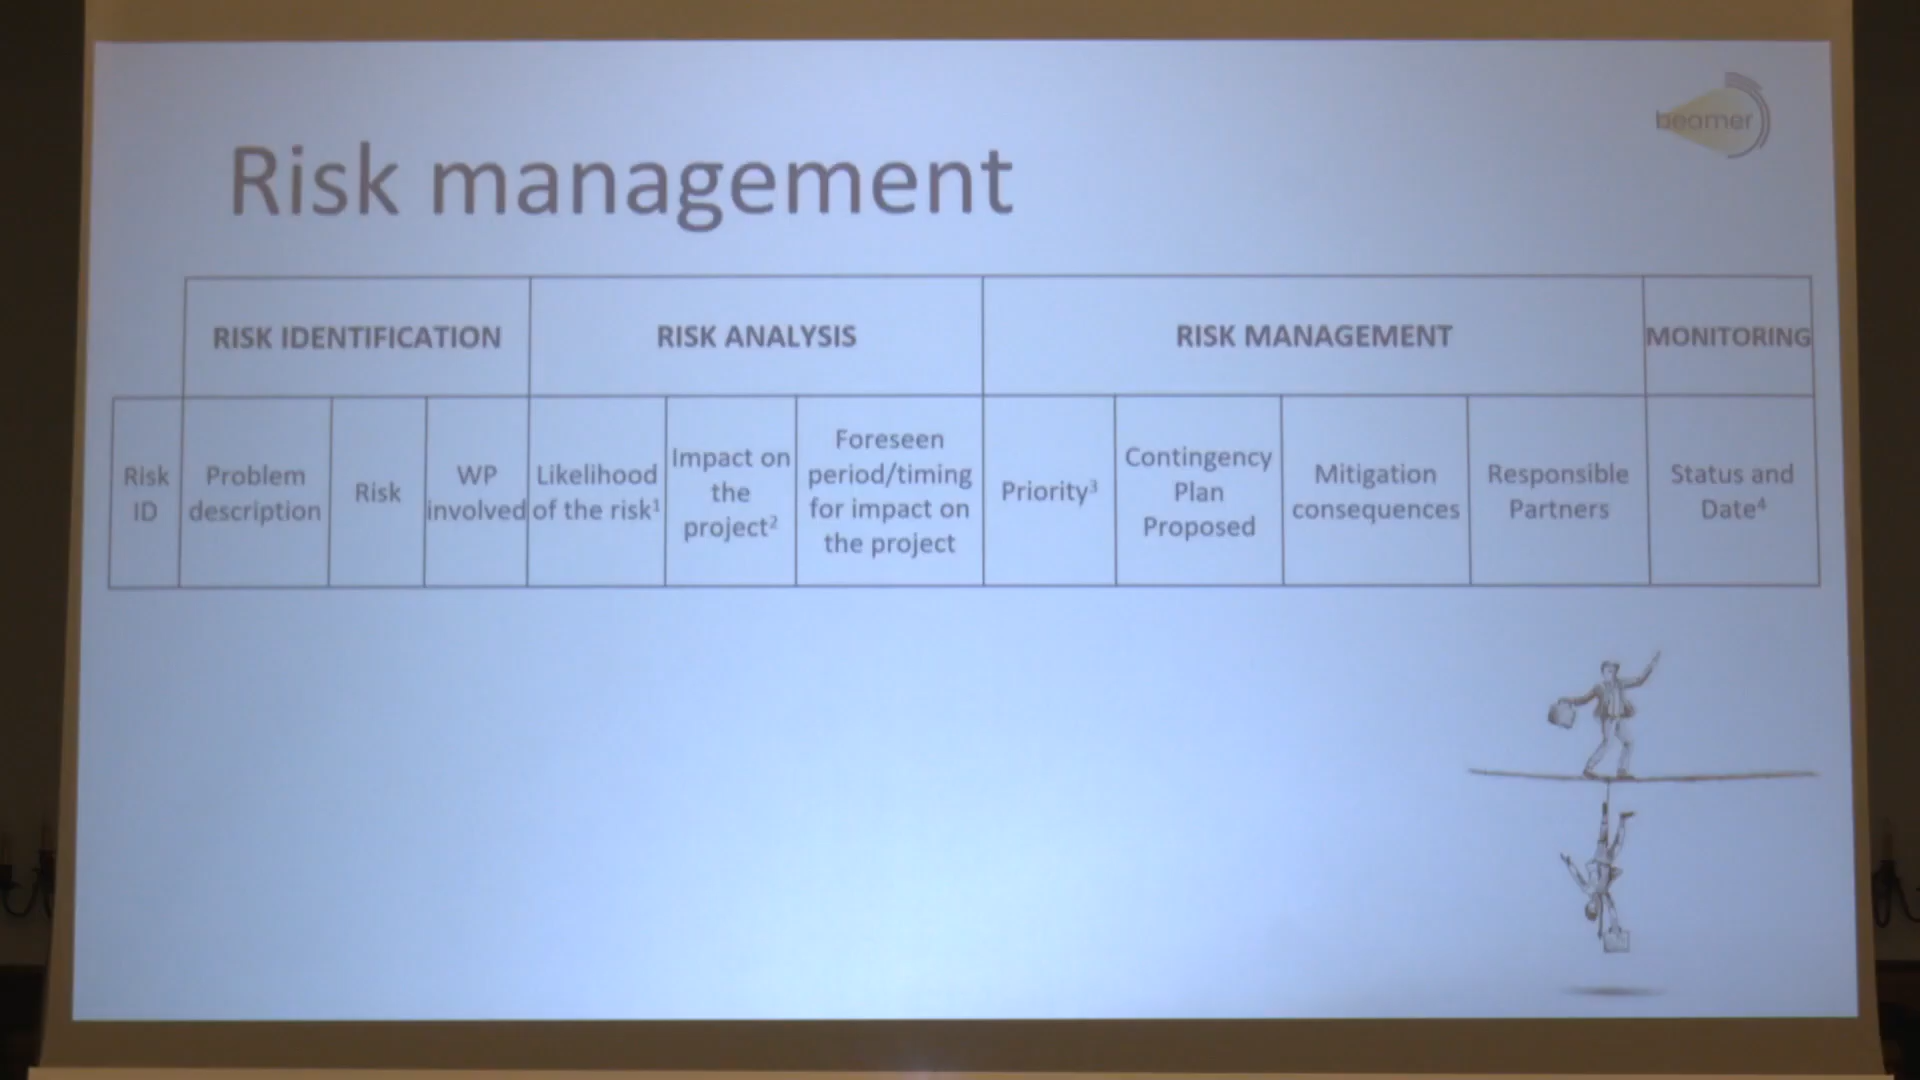 beamer
Risk management
RISK IDENTIFICATION
RISK ANALYSIS
RISK MANAGEMENT
MONITORING
Risk
ID
Problem
description
Risk
WP
involved
Likelihood
of the risk¹
Impact on
the
project²
Foreseen
period/timing
for impact on
the project
Priority³
Contingency
Plan
Proposed
Mitigation
consequences
Responsible
Partners
Status and
Date⁴